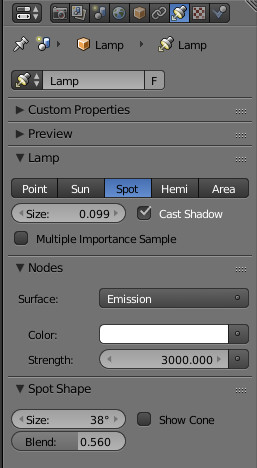 Lamp Lamp
Lamp F
Custom Properties
Preview
Lamp
Point Sun Spot Hemi Area
Size: 0.099 Cast Shadow
Multiple Importance Sample
Nodes
Surface: Emission
Color:
Strength: 3000.000
Spot Shape
Size: 38° Show Cone
Blend: 0.560